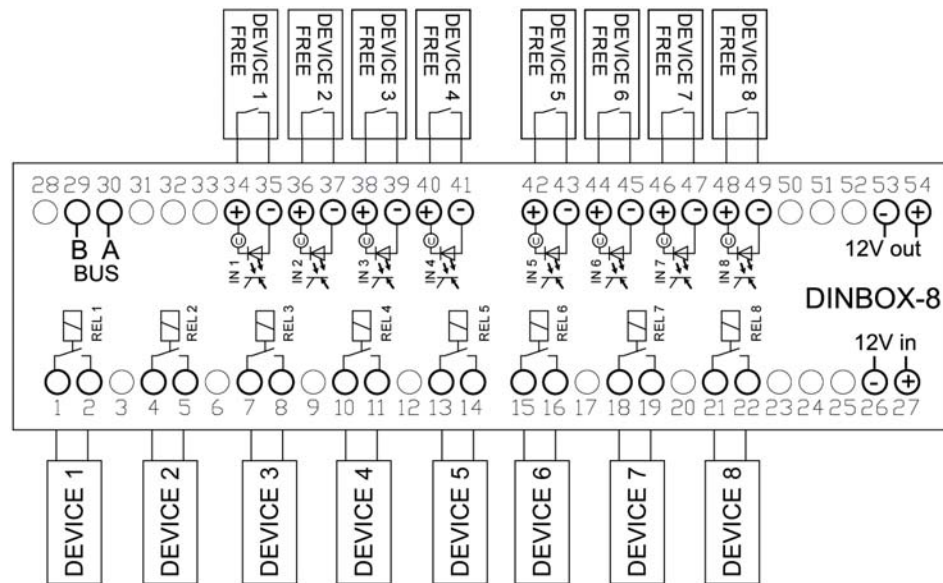 DEVICE 1
FREE
DEVICE 2
FREE
DEVICE 3
FREE
DEVICE 4
FREE
DEVICE 5
FREE
DEVICE 6
FREE
DEVICE 7
FREE
DEVICE 8
FREE
28 29 30 31 32 33 34 35 36 37 38 39 40 41 42 43 44 45 46 47 48 49 50 51 52 53 54
+ - + - + - + - + - + - + - + - - +
B A
BUS
U U U U U U U U
IN 1 IN 2 IN 3 IN 4 IN 5 IN 6 IN 7 IN 8
12V out
DINBOX-8
REL 1 REL 2 REL 3 REL 4 REL 5 REL 6 REL 7 REL 8
12V in
- +
1 2 3 4 5 6 7 8 9 10 11 12 13 14 15 16 17 18 19 20 21 22 23 24 25 26 27
DEVICE 1
DEVICE 2
DEVICE 3
DEVICE 4
DEVICE 5
DEVICE 6
DEVICE 7
DEVICE 8